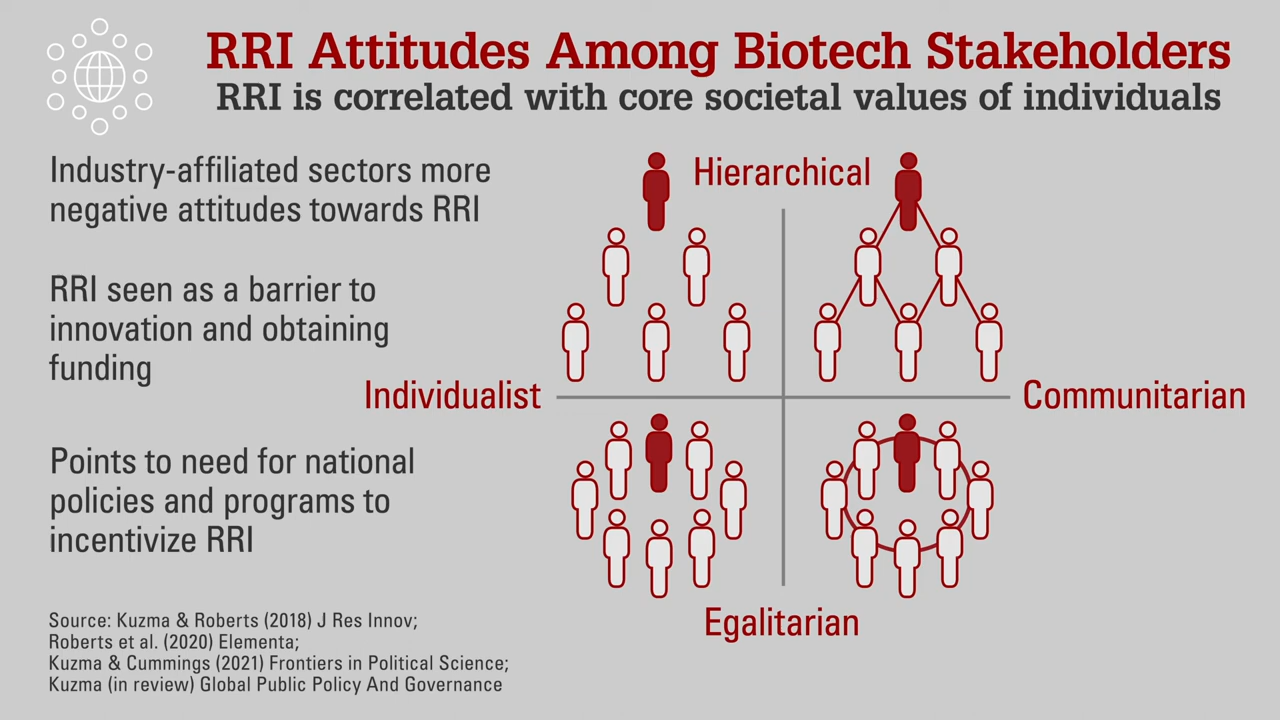 RRI Attitudes Among Biotech Stakeholders
RRI is correlated with core societal values of individuals
Industry-affiliated sectors more
negative attitudes towards RRI
RRI seen as a barrier to
innovation and obtaining
funding
Points to need for national
policies and programs to
incentivize RRI
Hierarchical
Individualist
Communitarian
Egalitarian
Source: Kuzma & Roberts (2018) J Res Innov;
Roberts et al. (2020) Elementa;
Kuzma & Cummings (2021) Frontiers in Political Science;
Kuzma (in review) Global Public Policy And Governance